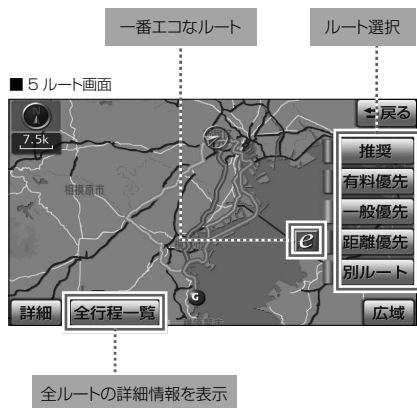 一番エコなルート
ルート選択
■ 5 ルート画面
戻る
7.5k
推奨
相模原市
有料優先
一般優先
e
距離優先
別ルート
G
詳細
全行程一覧
広域
全ルートの詳細情報を表示